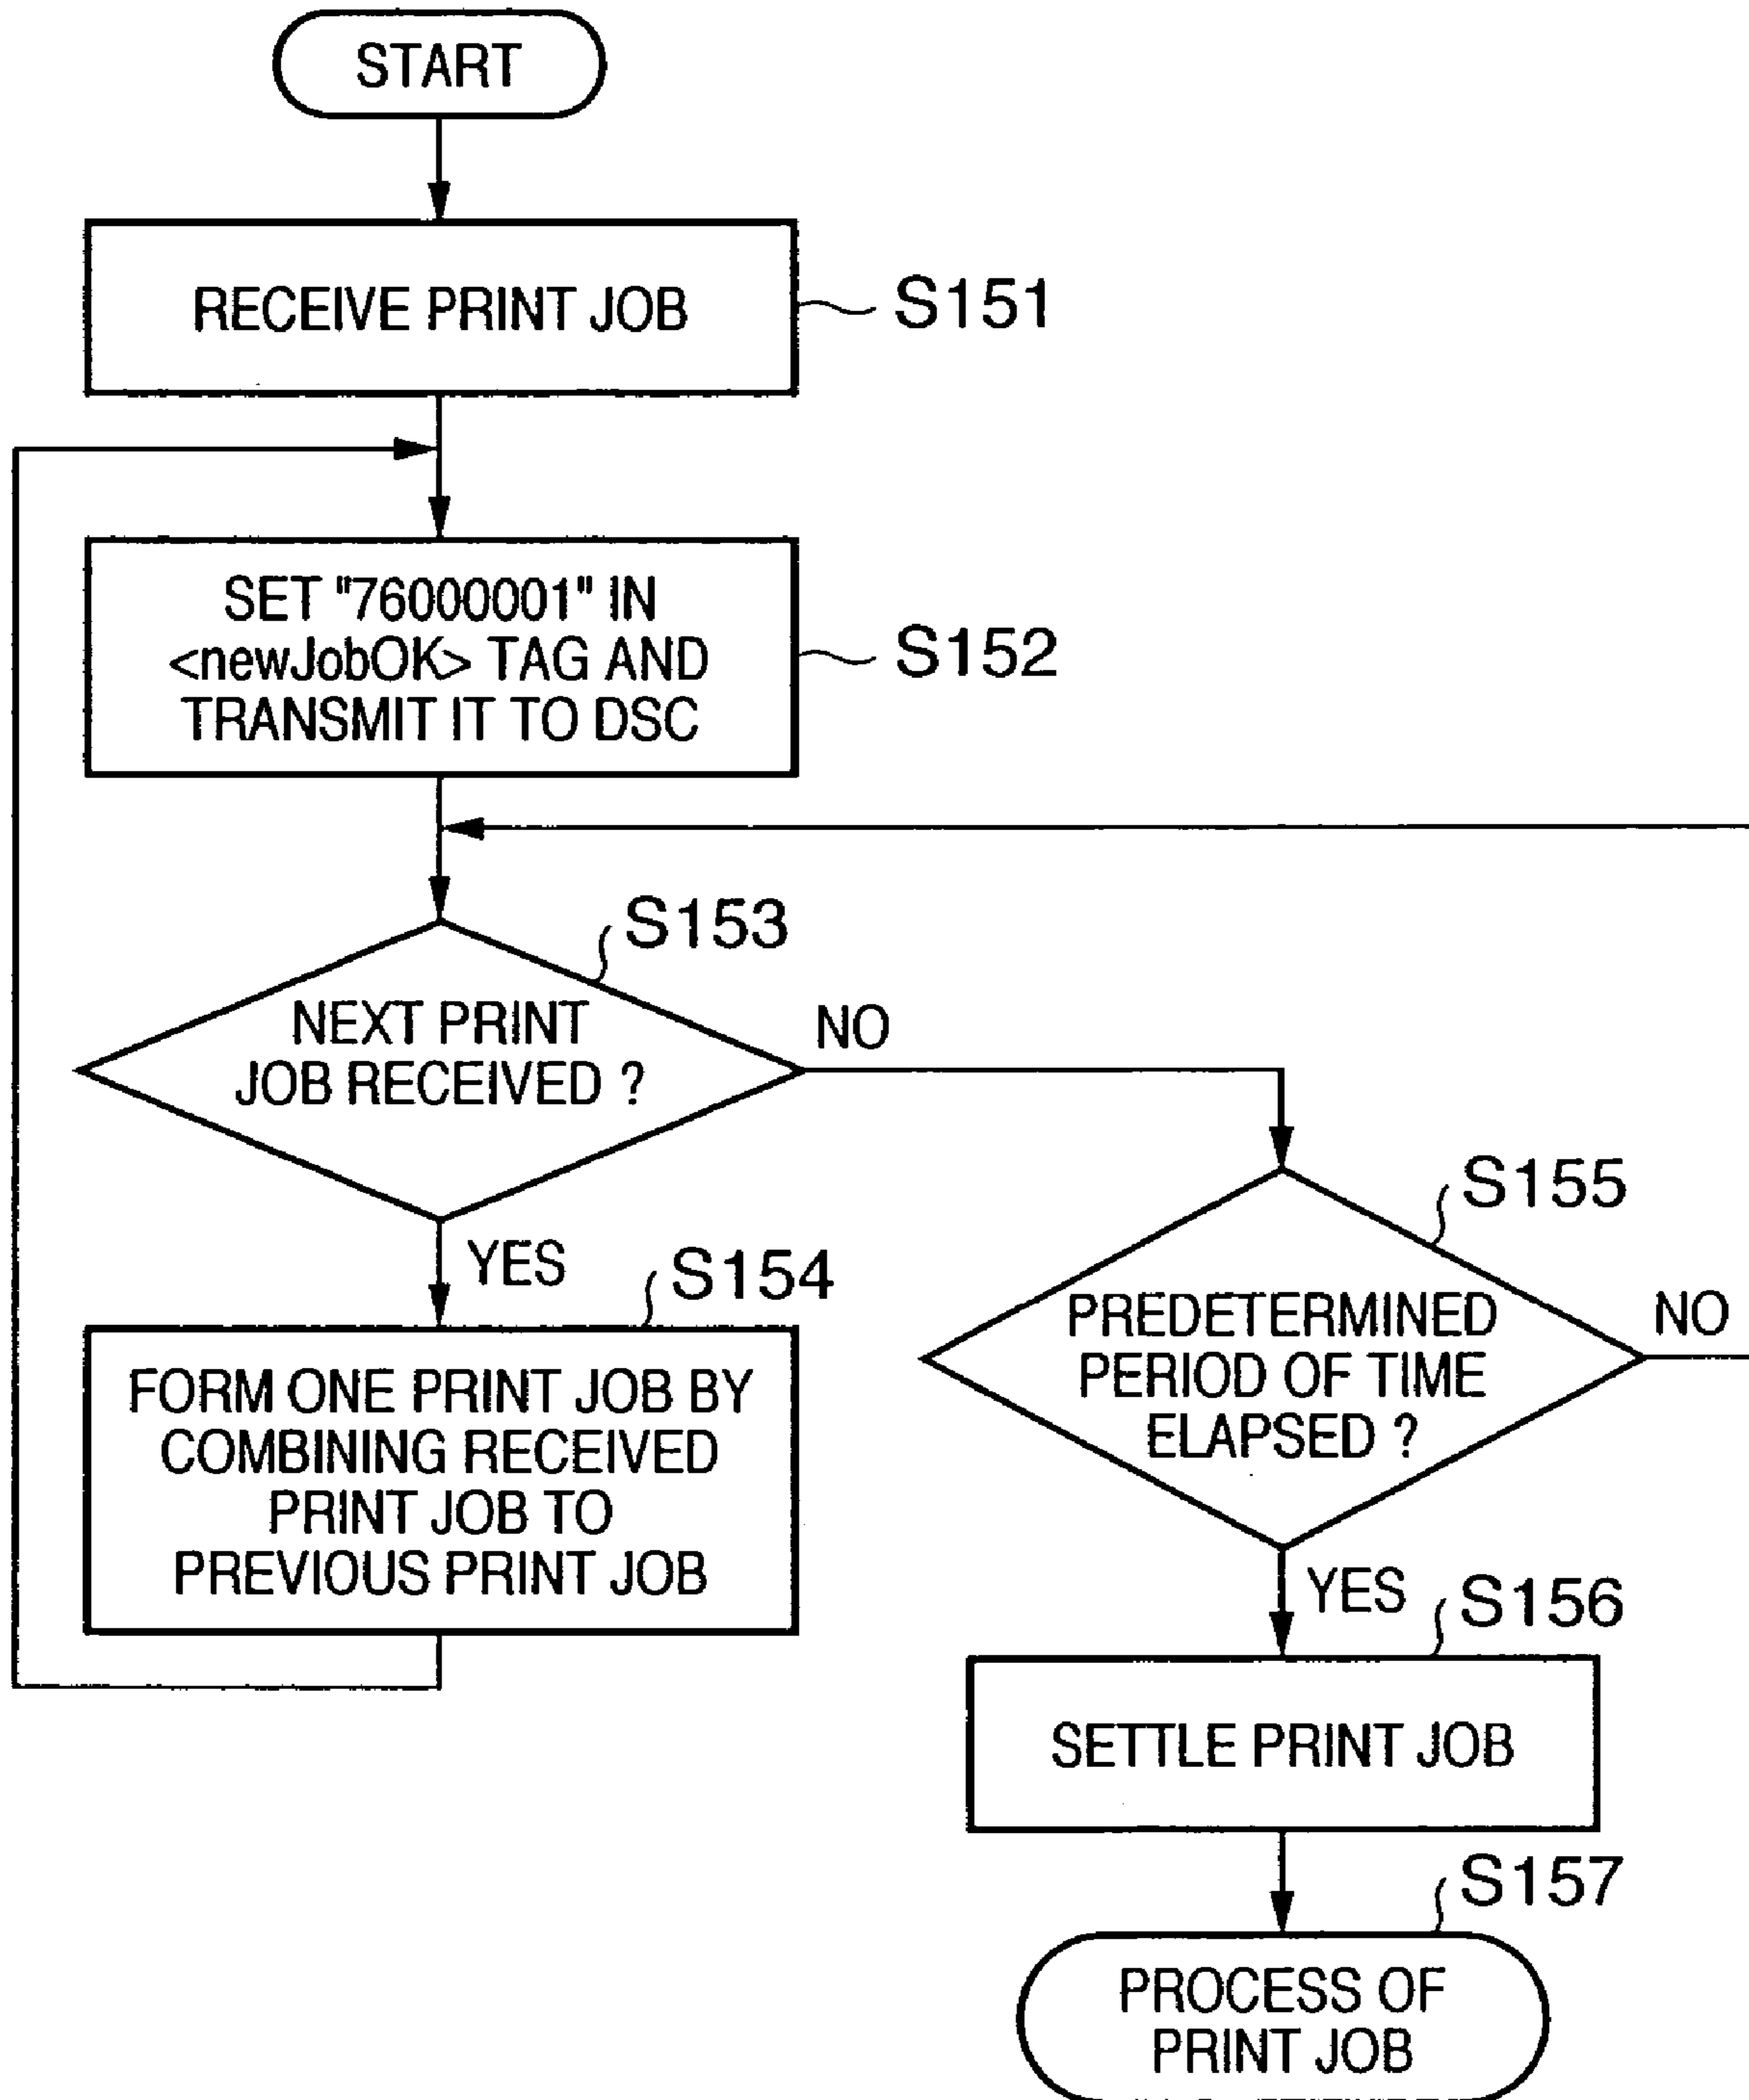 START
RECEIVE PRINT JOB
S151
SET "76000001" IN
<newJobOK> TAG AND
TRANSMIT IT TO DSC
S152
S153
NEXT PRINT
JOB RECEIVED ?
NO
YES
S154
FORM ONE PRINT JOB BY
COMBINING RECEIVED
PRINT JOB TO
PREVIOUS PRINT JOB
S155
PREDETERMINED
PERIOD OF TIME
ELAPSED ?
NO
YES
S156
SETTLE PRINT JOB
S157
PROCESS OF
PRINT JOB